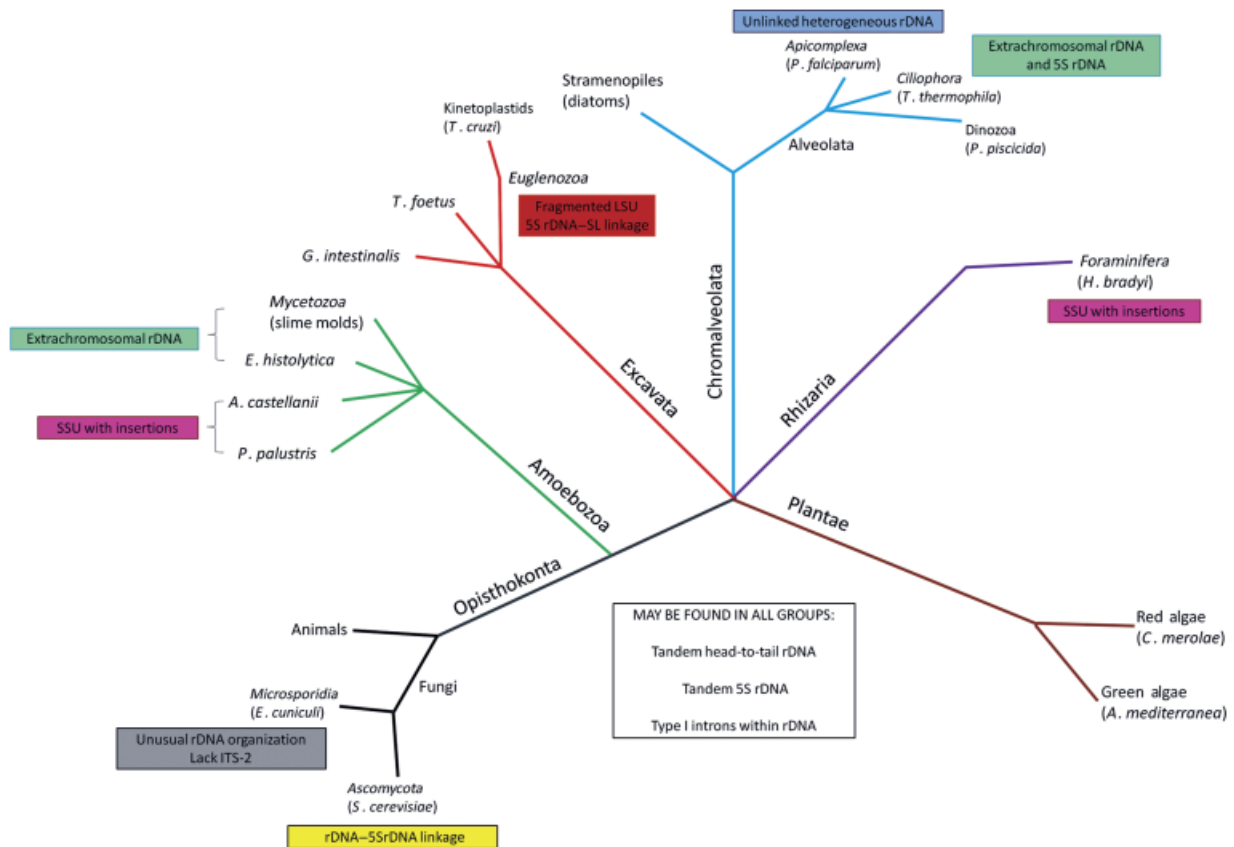 Unlinked heterogeneous rDNA
Apicomplexa
(P. falciparum)
Extrachromosomal rDNA
and 5S rDNA
Stramenopiles
(diatoms)
Ciliophora
(T. thermophila)
Dinozoa
(P. piscicida)
Alveolata
Kinetoplastids
(T. cruzi)
Euglenozoa
T. foetus
Fragmented LSU
5S rDNA–SL linkage
G. intestinalis
Foraminifera
(H. bradyi)
SSU with insertions
Mycetozoa
(slime molds)
Extrachromosomal rDNA
E. histolytica
A. castellanii
SSU with insertions
P. palustris
Excavata
Chromalveolata
Rhizaria
Amoebozoa
Plantae
Opisthokonta
MAY BE FOUND IN ALL GROUPS:
Tandem head-to-tail rDNA
Tandem 5S rDNA
Type I introns within rDNA
Animals
Fungi
Red algae
(C. merolae)
Green algae
(A. mediterranea)
Microsporidia
(E. cuniculi)
Unusual rDNA organization
Lack ITS-2
Ascomycota
(S. cerevisiae)
rDNA–5SrDNA linkage